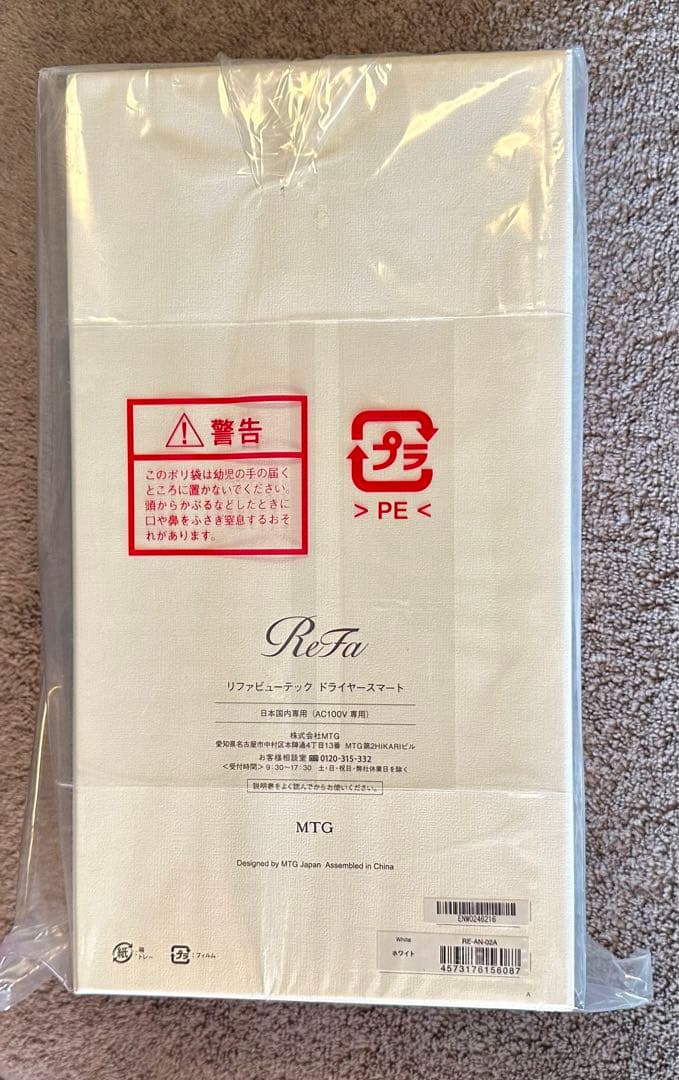 警告
このポリ袋は幼児の手の届く
ところに置かないでください。
頭からかぶるなどしたときに
口や鼻をふさぎ窒息するおそ
れがあります。
プラ
> PE <
ReFa
リファビューテック ドライヤースマート
日本国内専用（AC100V 専用）
株式会社MTG
愛知県名古屋市中村区本陣通4丁目13番 MTG第2HIKARIビル
お客様相談室 0120-315-332
＜受付時間＞9:30〜17:30 土・日・祝日・弊社休業日を除く
説明書をよく読んでからお使いください。
MTG
Designed by MTG Japan Assembled in China
ENW0246216
White RE-AN-02A
ホワイト
4573176156087
紙 :箱
トレー
プラ :フィルム
A